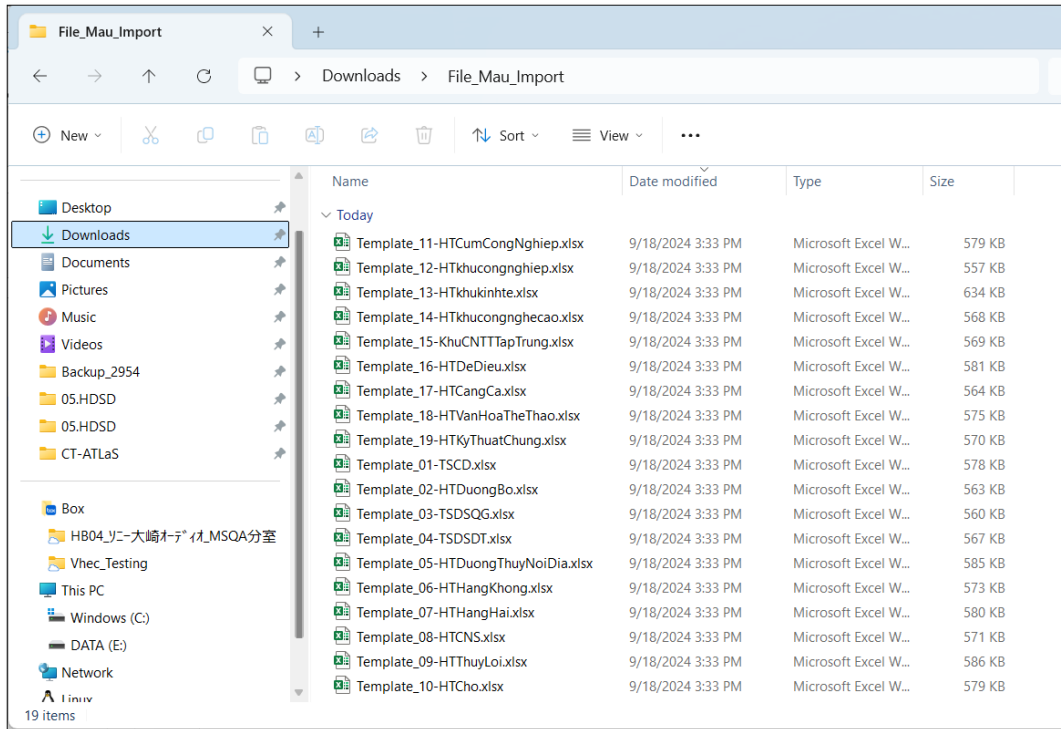 File_Mau_Import
Downloads > File_Mau_Import
New
Sort
View
Name Date modified Type Size
Desktop
Downloads
Documents
Pictures
Music
Videos
Backup_2954
05.HDSD
05.HDSD
CT-ATLaS
Box
HB04_ｿﾆｰ大崎ｵｰﾃﾞｨｵ_MSQA分室
Vhec_Testing
This PC
Windows (C:)
DATA (E:)
Network
Linux
Today
Template_11-HTCumCongNghiep.xlsx 9/18/2024 3:33 PM Microsoft Excel W... 579 KB
Template_12-HTkhucongnghiep.xlsx 9/18/2024 3:33 PM Microsoft Excel W... 557 KB
Template_13-HTkhukinhte.xlsx 9/18/2024 3:33 PM Microsoft Excel W... 634 KB
Template_14-HTkhucongnghecao.xlsx 9/18/2024 3:33 PM Microsoft Excel W... 568 KB
Template_15-KhuCNTTTapTrung.xlsx 9/18/2024 3:33 PM Microsoft Excel W... 569 KB
Template_16-HTDeDieu.xlsx 9/18/2024 3:33 PM Microsoft Excel W... 581 KB
Template_17-HTCangCa.xlsx 9/18/2024 3:33 PM Microsoft Excel W... 564 KB
Template_18-HTVanHoaTheThao.xlsx 9/18/2024 3:33 PM Microsoft Excel W... 575 KB
Template_19-HTKyThuatChung.xlsx 9/18/2024 3:33 PM Microsoft Excel W... 570 KB
Template_01-TSCD.xlsx 9/18/2024 3:33 PM Microsoft Excel W... 578 KB
Template_02-HTDuongBo.xlsx 9/18/2024 3:33 PM Microsoft Excel W... 563 KB
Template_03-TSDSQG.xlsx 9/18/2024 3:33 PM Microsoft Excel W... 560 KB
Template_04-TSDSDT.xlsx 9/18/2024 3:33 PM Microsoft Excel W... 567 KB
Template_05-HTDuongThuyNoiDia.xlsx 9/18/2024 3:33 PM Microsoft Excel W... 585 KB
Template_06-HTHangKhong.xlsx 9/18/2024 3:33 PM Microsoft Excel W... 573 KB
Template_07-HTHangHai.xlsx 9/18/2024 3:33 PM Microsoft Excel W... 580 KB
Template_08-HTCNS.xlsx 9/18/2024 3:33 PM Microsoft Excel W... 571 KB
Template_09-HTThuyLoi.xlsx 9/18/2024 3:33 PM Microsoft Excel W... 586 KB
Template_10-HTCho.xlsx 9/18/2024 3:33 PM Microsoft Excel W... 579 KB
19 items